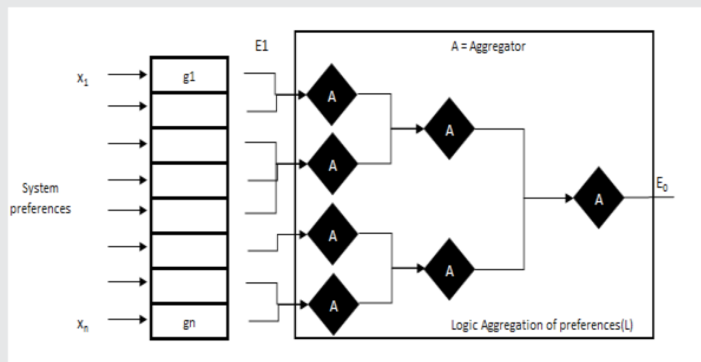 E1
A = Aggregator
X₁
g1
A
A
A
System
preferences
A
E₀
A
A
A
Xₙ
gn
Logic Aggregation of preferences(L)